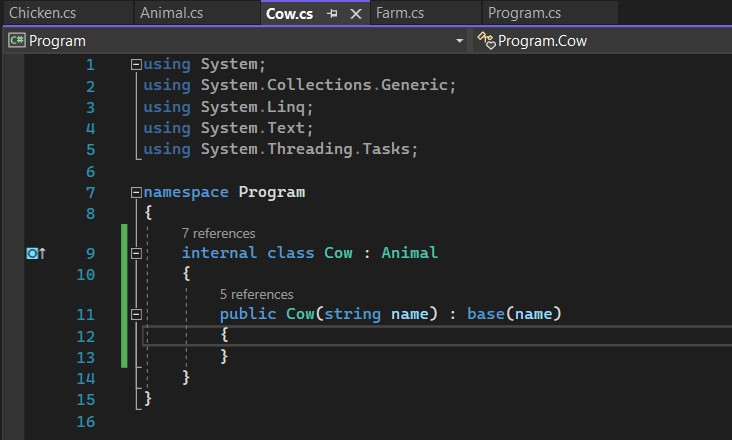 Chicken.cs Animal.cs Cow.cs Farm.cs Program.cs
C# Program Program.Cow
1 using System;
2 using System.Collections.Generic;
3 using System.Linq;
4 using System.Text;
5 using System.Threading.Tasks;
6
7 namespace Program
8 {
7 references
9 internal class Cow : Animal
10 {
5 references
11 public Cow(string name) : base(name)
12 {
13 }
14 }
15 }
16